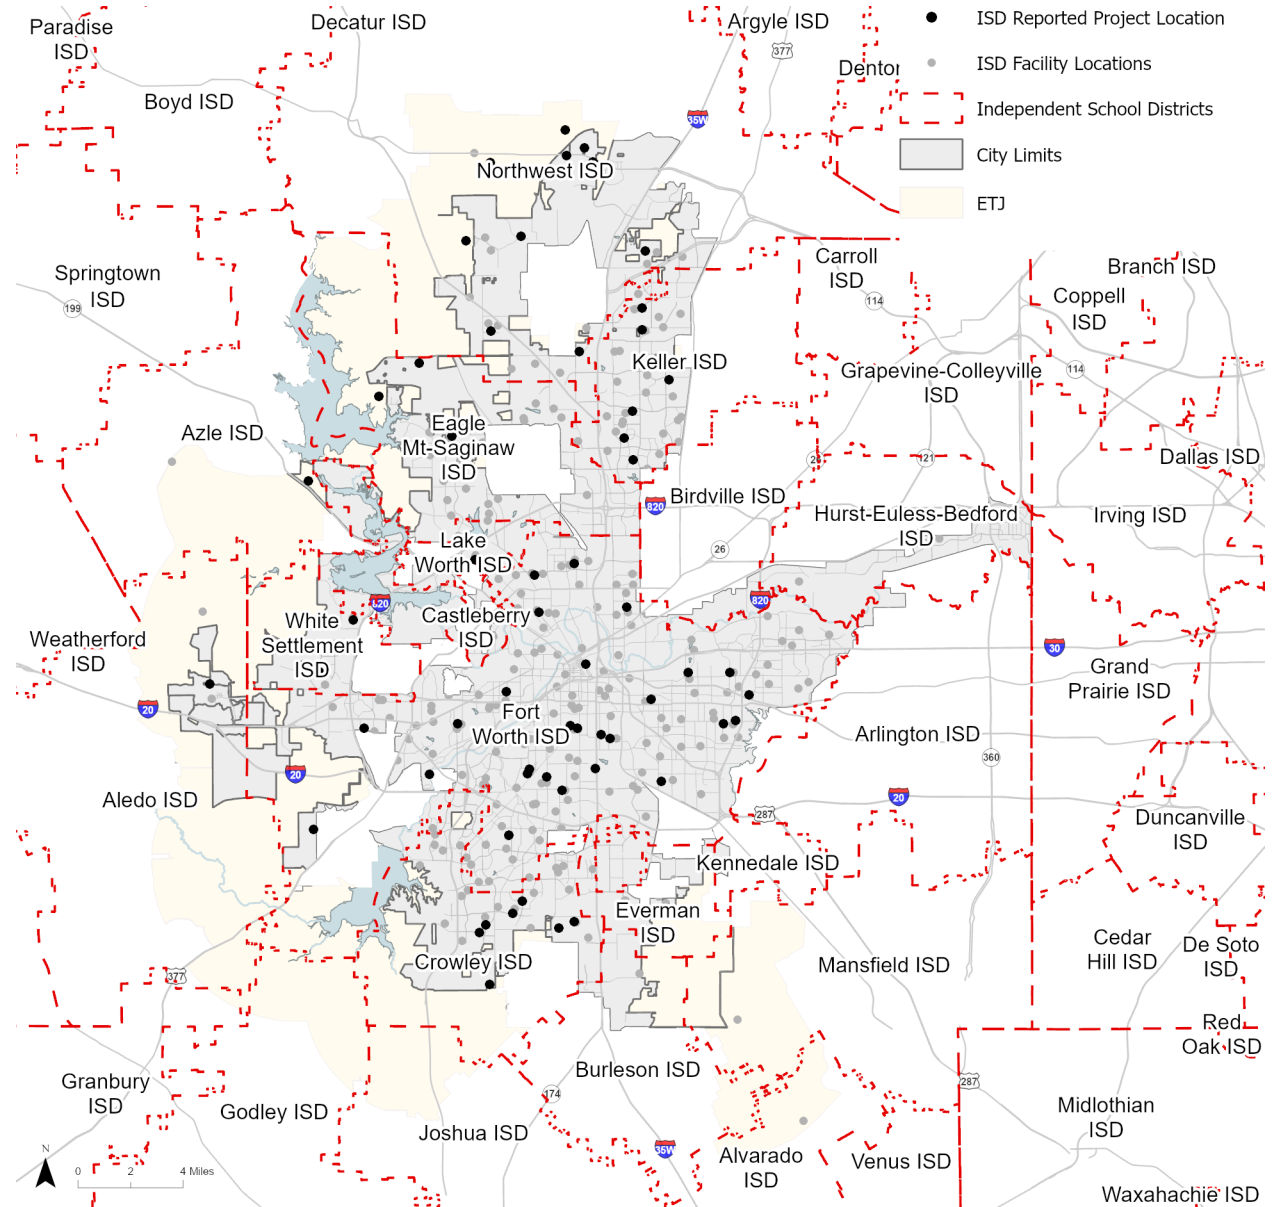 Paradise
ISD
Decatur ISD
Argyle ISD
377
Denton
ISD Reported Project Location
ISD Facility Locations
Independent School Districts
City Limits
ETJ
Boyd ISD
35W
Northwest ISD
Springtown
ISD
199
Carroll
ISD
114
Branch ISD
Coppell
ISD
Keller ISD
Grapevine-Colleyville
ISD
114
Azle ISD
Eagle
Mt-Saginaw
ISD
26
121
Dallas ISD
820
Birdville ISD
Hurst-Euless-Bedford
ISD
Irving ISD
Lake
Worth ISD
26
820
820
White
Settlement
ISD
Castleberry
ISD
Weatherford
ISD
30
Grand
Prairie ISD
20
Fort
Worth ISD
Arlington ISD
360
20
20
Aledo ISD
287
Duncanville
ISD
Kennedale ISD
Everman
ISD
Crowley ISD
Mansfield ISD
Cedar
Hill ISD
De Soto
ISD
377
Red
Oak ISD
Granbury
ISD
Godley ISD
Burleson ISD
174
287
Joshua ISD
35W
Midlothian
ISD
Alvarado
ISD
Venus ISD
Waxahachie ISD
N
0 2 4 Miles